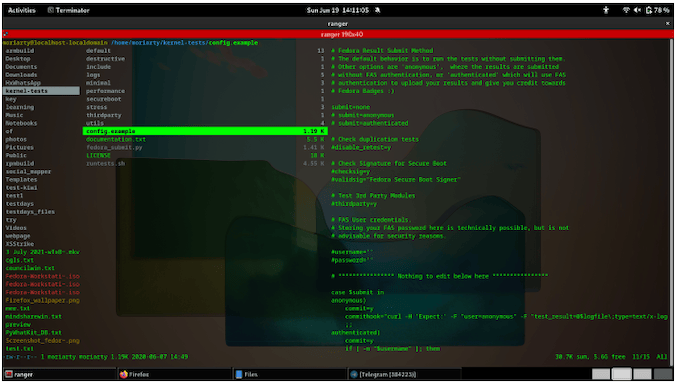 Activities Terminator Sun Jun 19 14:11:05 78 %
ranger
ranger 190x40
moriarty@localhost-localdomain /home/moriarty/kernel-tests/config.example
armbuild default 13 # Fedora Result Submit Method
Desktop destructive 1 # The default behavior is to run the tests without submitting them.
Documents include 1 # Other options are 'anonymous', where the results are submitted
Downloads logs # without FAS authentication, or 'authenticated' which will use FAS
HxWhatsApp minimal # authentication to upload your results and give you credit towards
kernel-tests performance # Fedora Badges :)
key secureboot
learning stress 3 submit=none
Music thirdparty 1 # submit=anonymous
Notebooks utils 4 # submit=authenticated
of config.example 1.19 K
photos documentation.txt 5.5 K # Check duplication tests
Pictures fedora_submit.py 1.41 K #disable_retest=y
Public LICENSE 18 K
rpmbuild runtests.sh 4.95 K # Check Signature for Secure Boot
social_mapper #checksig=y
Templates #validsig="Fedora Secure Boot Signer"
test-kiwi
test1 # Test 3rd Party Modules
testdays #thirdparty=y
testdays_files
try # FAS User credentials.
Videos # Storing your FAS password here is technically possible, but is not
webpage # advisable for security reasons.
XSStrike
1 July 2021-w1x0~.mkv #username=''
cgls.txt #password=''
councilwin.txt
Fedora-Workstati~.iso # **************** Nothing to edit below here ****************
Fedora-Workstati~.iso
Fedora-Workstati~.iso case $submit in
Firefox_wallpaper.png anonymous)
mmr.txt commit=y
mindsharewin.txt commithook="curl -H 'Expect:' -F "user=anonymous" -F "test_result=@$logfile\;type=text/x-log
pxeview ;;
PyWhatKit_DB.txt authenticated)
Screenshot_fedor~.png commit=y
test.txt if [ -n "$username" ]; then
-rw-r--r-- 1 moriarty moriarty 1.19K 2020-06-07 14:49 30.7K sum, 5.6G free 11/15 All
ranger Firefox Files [Telegram (384223)]